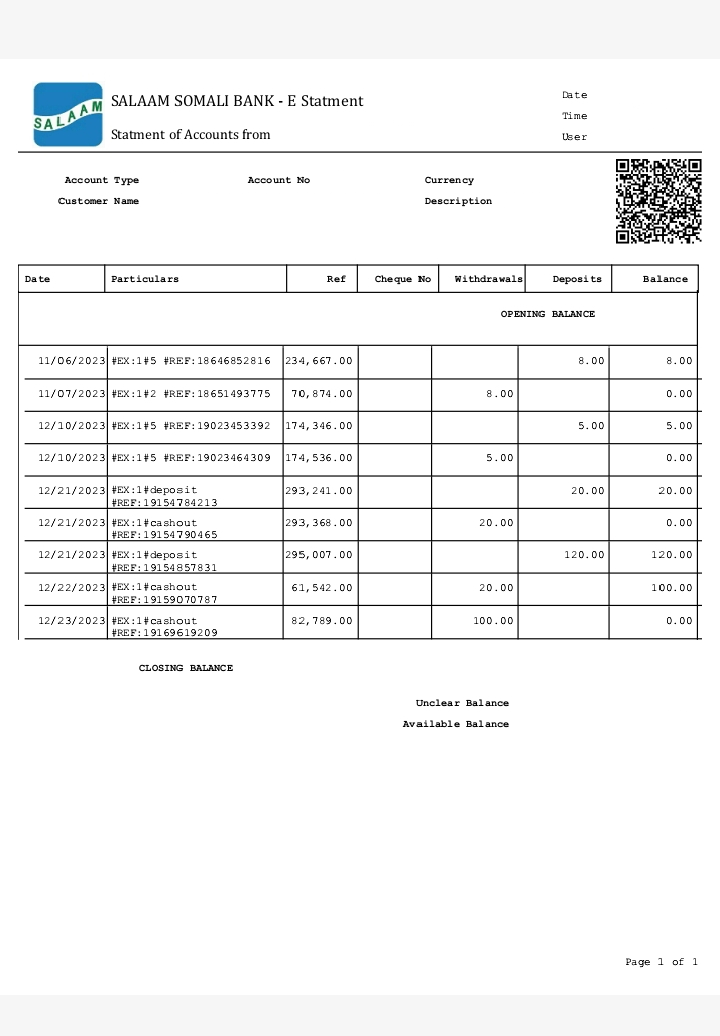 SALAAM
SALAAM SOMALI BANK - E Statment
Statment of Accounts from
Date
Time
User
Account Type Account No Currency
Customer Name Description
Date Particulars Ref Cheque No Withdrawals Deposits Balance
OPENING BALANCE
11/06/2023 #EX:1#5 #REF:18646852816 234,667.00 8.00 8.00
11/07/2023 #EX:1#2 #REF:18651493775 70,874.00 8.00 0.00
12/10/2023 #EX:1#5 #REF:19023453392 174,346.00 5.00 5.00
12/10/2023 #EX:1#5 #REF:19023464309 174,536.00 5.00 0.00
12/21/2023 #EX:1#deposit 293,241.00 20.00 20.00
#REF:19154784213
12/21/2023 #EX:1#cashout 293,368.00 20.00 0.00
#REF:19154790465
12/21/2023 #EX:1#deposit 295,007.00 120.00 120.00
#REF:19154857831
12/22/2023 #EX:1#cashout 61,542.00 20.00 100.00
#REF:19159070787
12/23/2023 #EX:1#cashout 82,789.00 100.00 0.00
#REF:19169619209
CLOSING BALANCE
Unclear Balance
Available Balance
Page 1 of 1